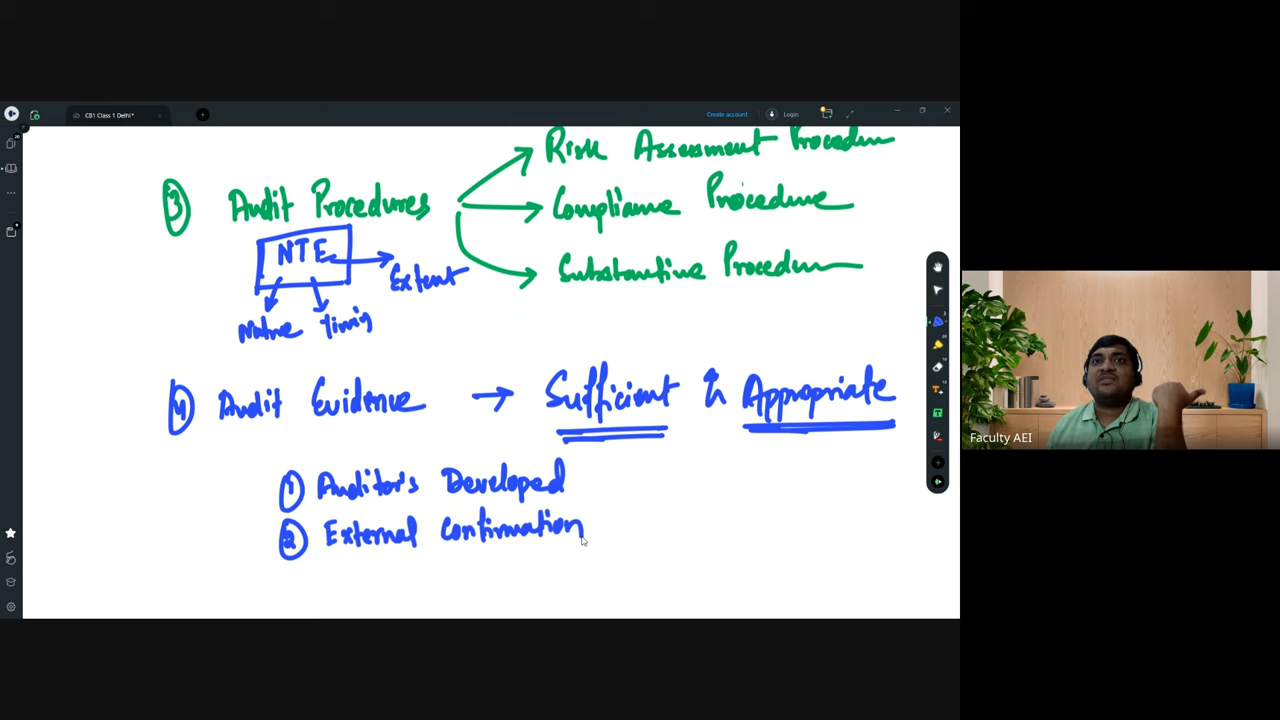 CB1 Class 1 Delhi*
Create account
Login
Risk Assessment Procedure
③ Audit Procedures
Compliance Procedure
NTE
Extent
Substantive Procedure
Nature Timing
④ Audit Evidence → Sufficient & Appropriate
① Auditor's Developed
② External Confirmation
Faculty AEI